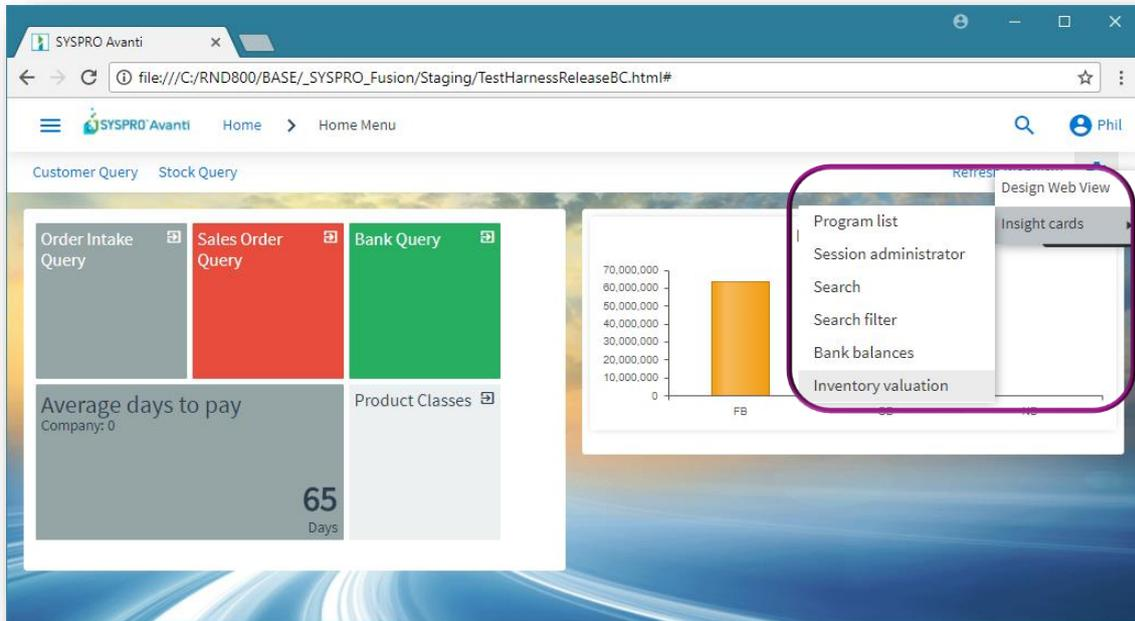 SYSPRO Avanti
file:///C:/RND800/BASE/_SYSPRO_Fusion/Staging/TestHarnessReleaseBC.html#
SYSPRO Avanti Home Home Menu Phil
Customer Query Stock Query
Design Web View
Insight cards
Program list
Session administrator
Search
Search filter
Bank balances
Inventory valuation
Order Intake
Query
Sales Order
Query
Bank Query
Average days to pay
Company: 0
65
Days
Product Classes
70,000,000
60,000,000
50,000,000
40,000,000
30,000,000
20,000,000
10,000,000
0
FB